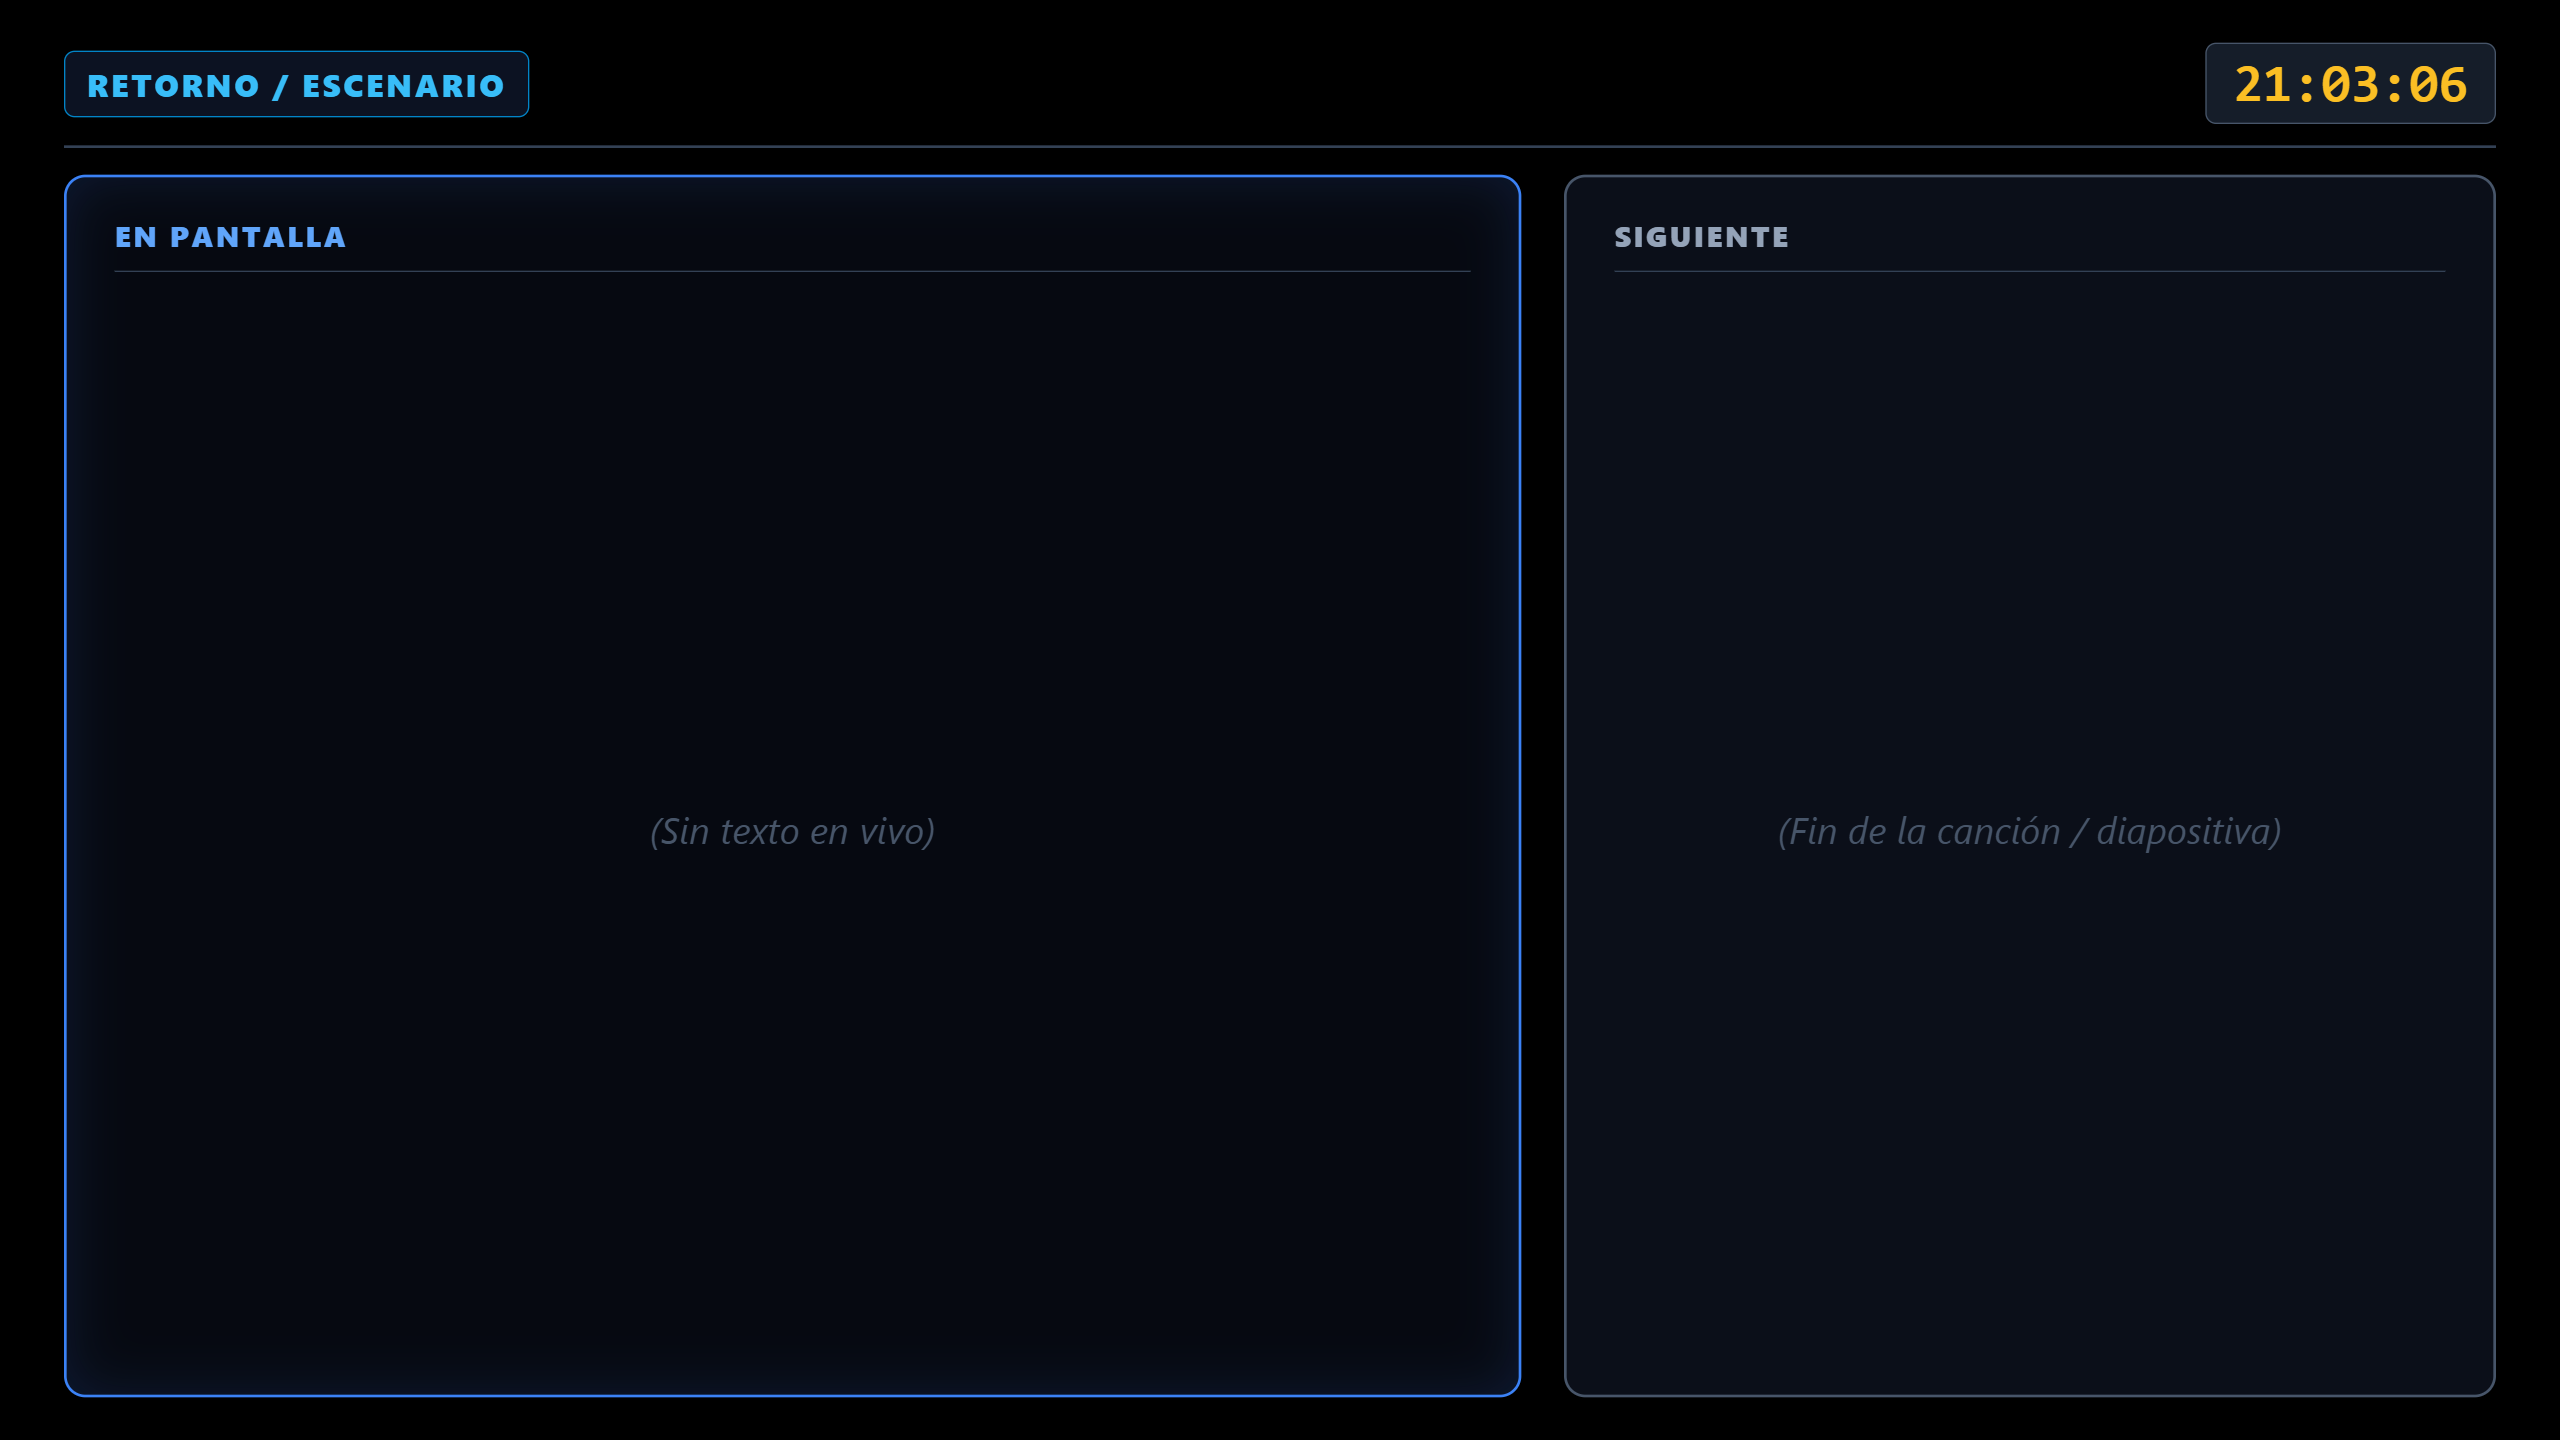 RETORNO / ESCENARIO
21:03:06
EN PANTALLA
(Sin texto en vivo)
SIGUIENTE
(Fin de la canción / diapositiva)